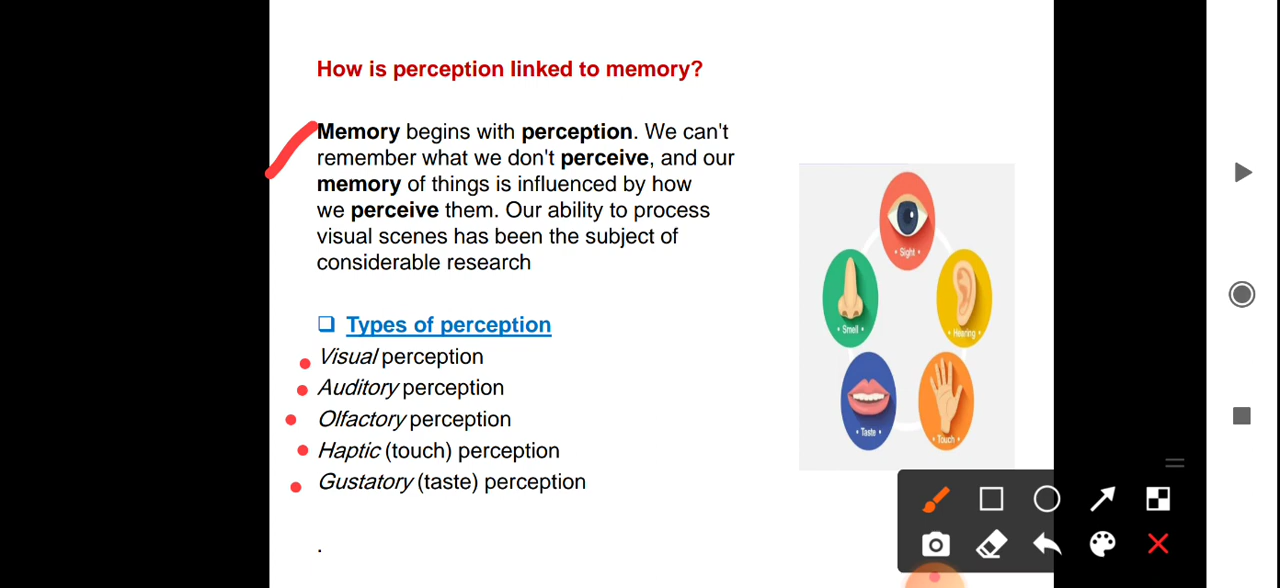 How is perception linked to memory?
Memory begins with perception. We can't
remember what we don't perceive, and our
memory of things is influenced by how
we perceive them. Our ability to process
visual scenes has been the subject of
considerable research
Types of perception
Visual perception
Auditory perception
Olfactory perception
Haptic (touch) perception
Gustatory (taste) perception
.
• Sight •
• Smell •
• Hearing •
• Taste •
• Touch •